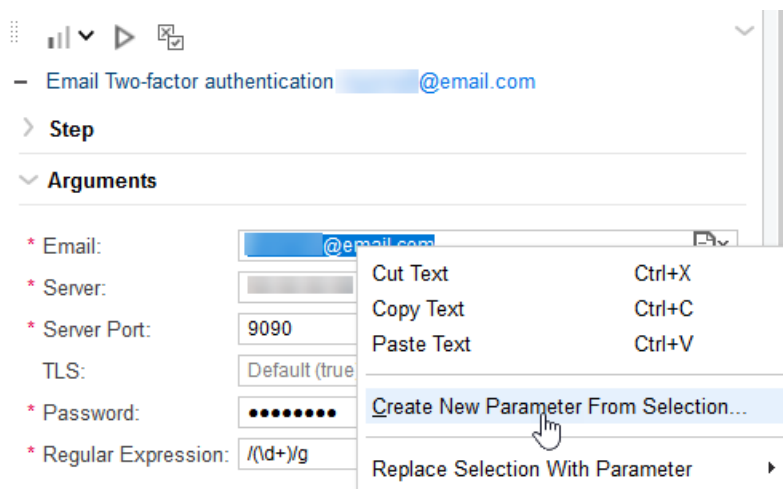 Email Two-factor authentication @email.com
Step
Arguments
* Email: @email.com
* Server:
* Server Port: 9090
TLS: Default (true
* Password: ●●●●●●●●
* Regular Expression: /(\d+)/g
Cut Text Ctrl+X
Copy Text Ctrl+C
Paste Text Ctrl+V
Create New Parameter From Selection...
Replace Selection With Parameter